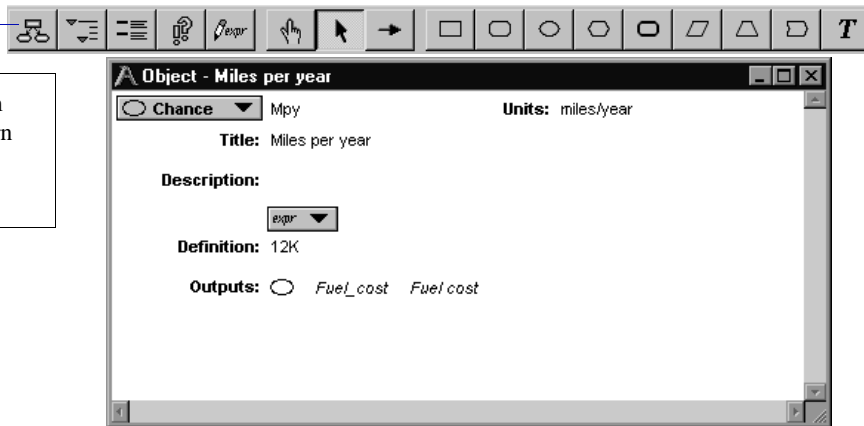 expr
T
Object - Miles per year
Chance Mpy Units: miles/year
Title: Miles per year
Description:
expr
Definition: 12K
Outputs: Fuel_cost Fuel cost